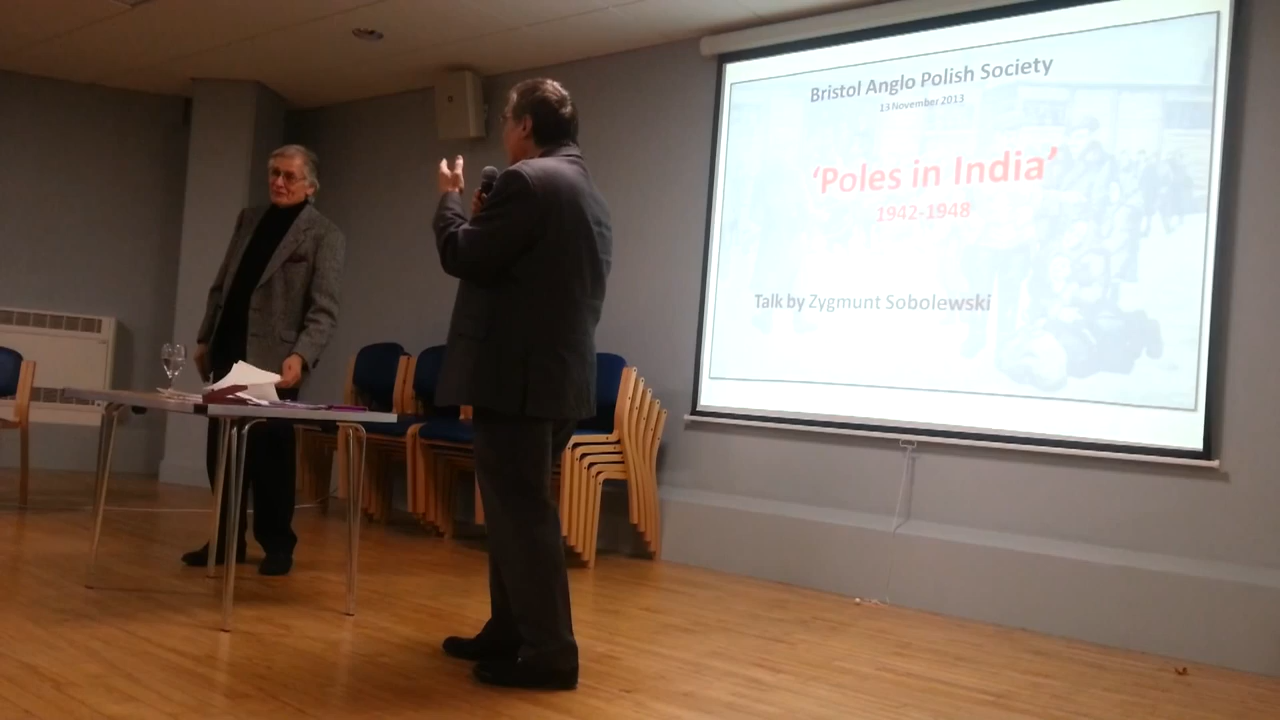 Bristol Anglo Polish Society
13 November 2013
‘Poles in India’
1942-1948
Talk by Zygmunt Sobolewski